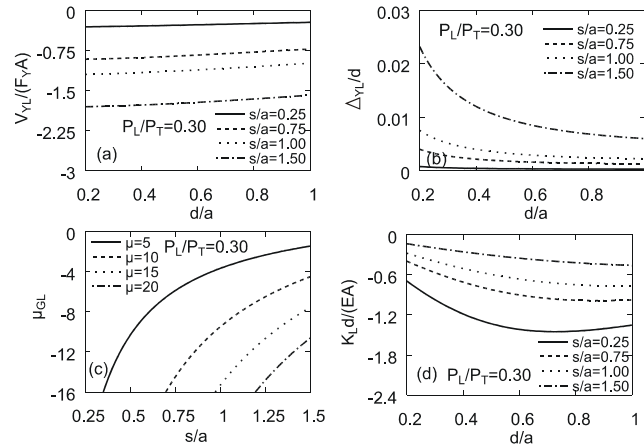 0
-0.75
-1.5
-2.25
-3
V_YL/(F_YA)
P_L/P_T=0.30
(a)
s/a=0.25
s/a=0.75
s/a=1.00
s/a=1.50
0.2 0.4 0.6 0.8 1
d/a
0.03
0.02
0.01
0
Δ_YL/d
P_L/P_T=0.30
s/a=0.25
s/a=0.75
s/a=1.00
s/a=1.50
(b)
0.2 0.4 0.6 0.8 1
d/a
0
-4
-8
-12
-16
μ_GL
μ=5
μ=10
μ=15
μ=20
P_L/P_T=0.30
(c)
0.25 0.5 0.75 1 1.25 1.5
s/a
0
-0.6
-1.2
-1.8
-2.4
K_Ld/(EA)
(d)
P_L/P_T=0.30
s/a=0.25
s/a=0.75
s/a=1.00
s/a=1.50
0.2 0.4 0.6 0.8 1
d/a